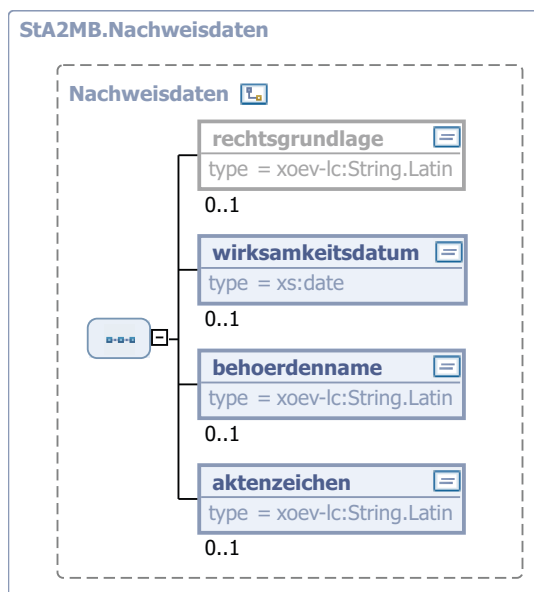 StA2MB.Nachweisdaten
Nachweisdaten
rechtsgrundlage
type = xoev-lc:String.Latin
0..1
wirksamkeitsdatum
type = xs:date
0..1
behoerdenname
type = xoev-lc:String.Latin
0..1
aktenzeichen
type = xoev-lc:String.Latin
0..1